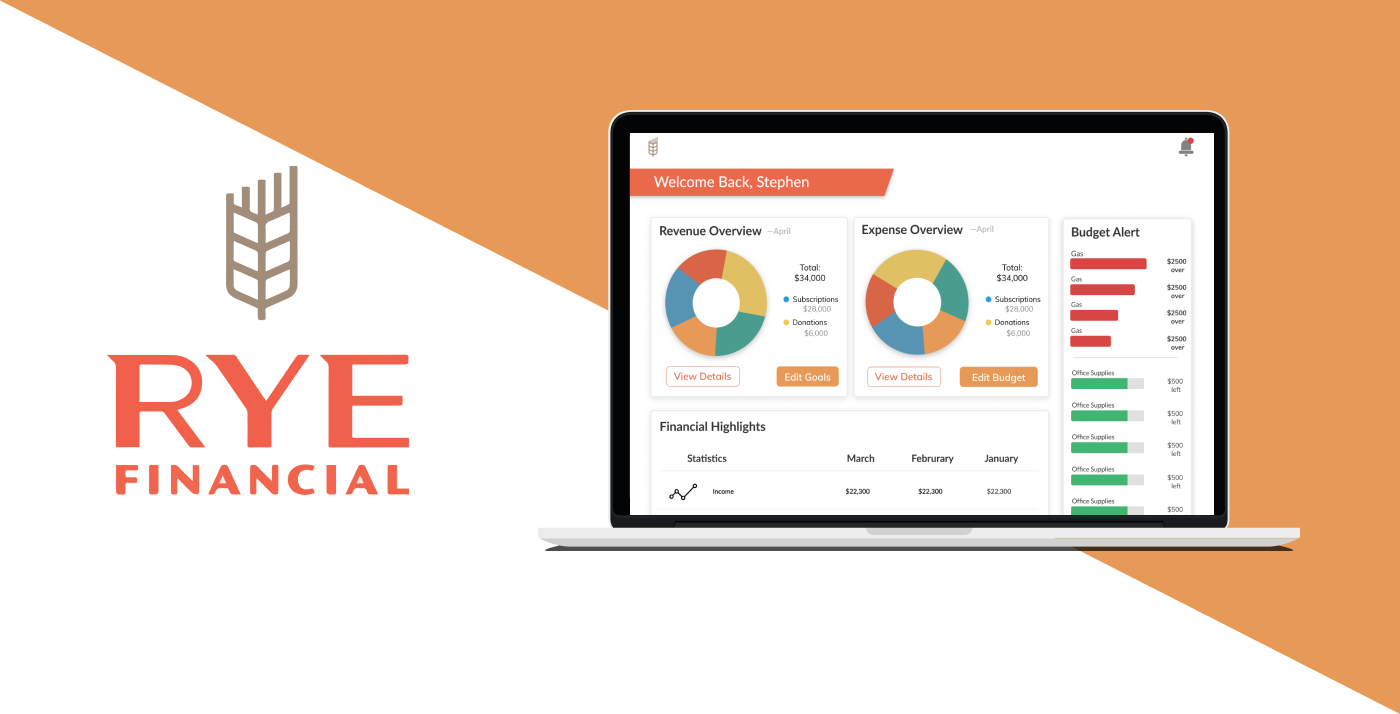 RYE
FINANCIAL
Welcome Back, Stephen
Revenue Overview —April
Total:
$34,000
Subscriptions
$28,000
Donations
$6,000
View Details
Edit Goals
Expense Overview —April
Total:
$34,000
Subscriptions
$28,000
Donations
$6,000
View Details
Edit Budget
Budget Alert
Gas
$2500
over
Gas
$2500
over
Gas
$2500
over
Gas
$2500
over
Office Supplies
$500
left
Office Supplies
$500
left
Office Supplies
$500
left
Office Supplies
$500
left
Office Supplies
$500
Financial Highlights
Statistics March Februrary January
Income $22,300 $22,300 $22,300